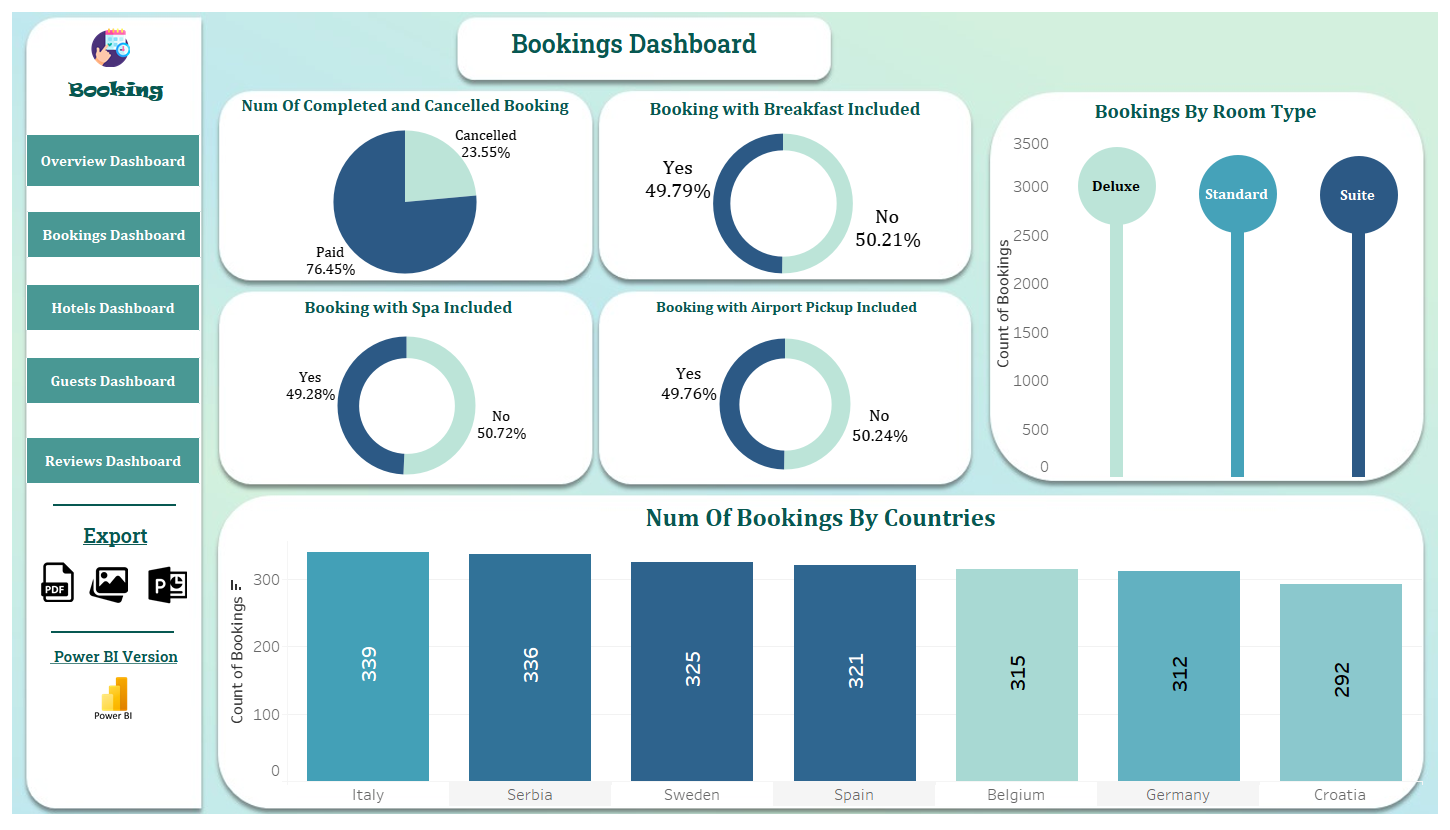 Booking
Overview Dashboard
Bookings Dashboard
Hotels Dashboard
Guests Dashboard
Reviews Dashboard
Export
PDF
P
Power BI Version
Power BI
Bookings Dashboard
Num Of Completed and Cancelled Booking
Cancelled
23.55%
Paid
76.45%
Booking with Breakfast Included
Yes
49.79%
No
50.21%
Booking with Spa Included
Yes
49.28%
No
50.72%
Booking with Airport Pickup Included
Yes
49.76%
No
50.24%
Bookings By Room Type
Count of Bookings
3500
3000
2500
2000
1500
1000
500
0
Deluxe
Standard
Suite
Num Of Bookings By Countries
Count of Bookings
300
200
100
0
339
336
325
321
315
312
292
Italy
Serbia
Sweden
Spain
Belgium
Germany
Croatia